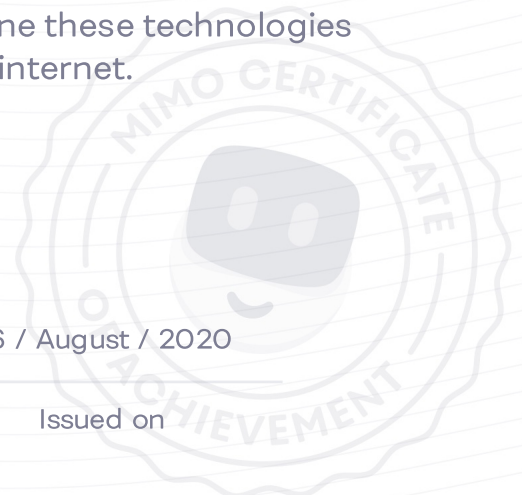 ne these technologies
internet.
MIMO CERTIFICATE
OF ACHIEVEMENT
/ August / 2020
Issued on